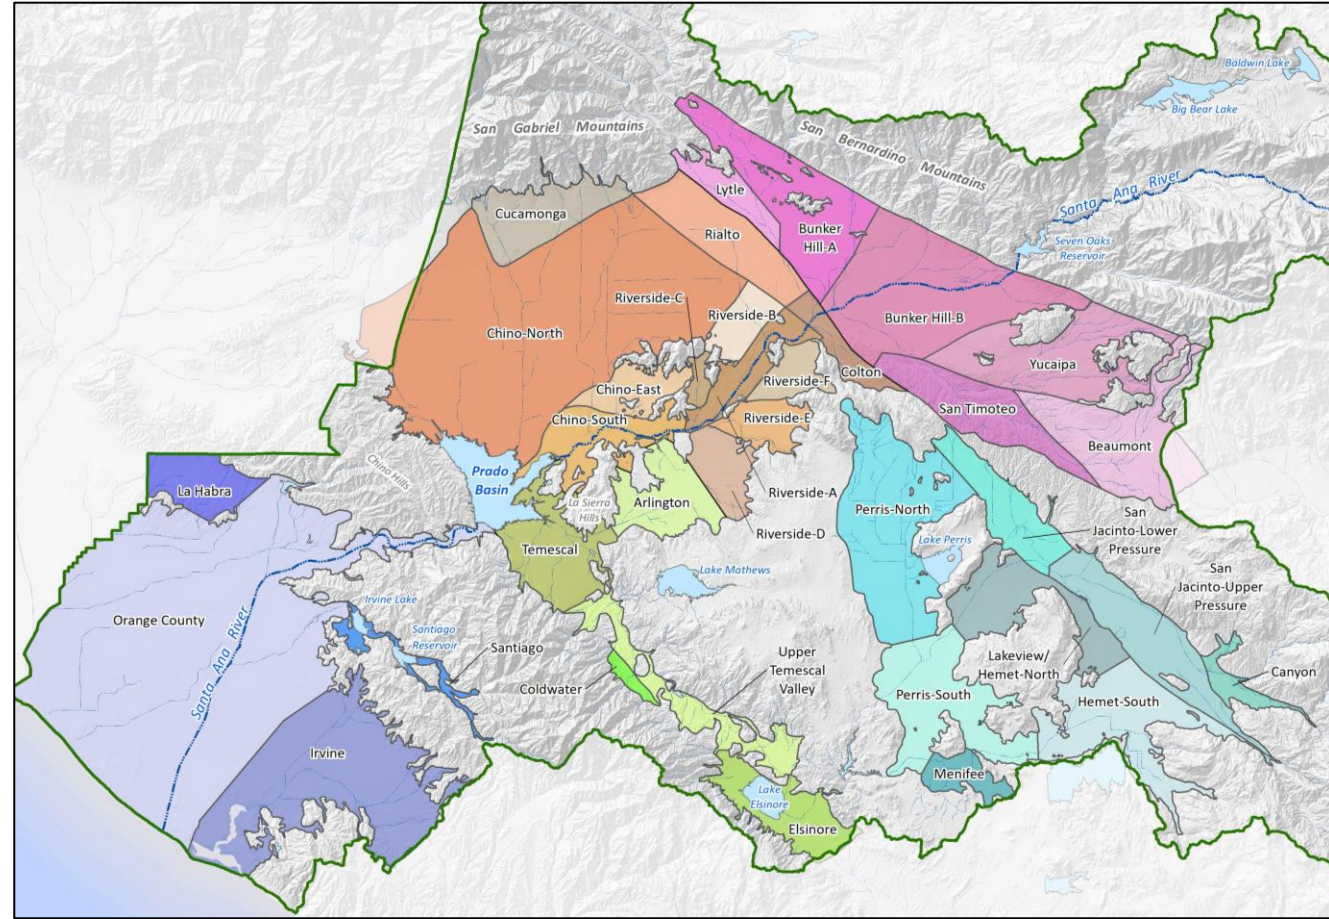 Baldwin Lake
Big Bear Lake
San Gabriel Mountains
San Bernardino Mountains
Santa Ana River
Lytle
Cucamonga
Rialto
Bunker
Hill-A
Seven Oaks
Reservoir
Riverside-C
Riverside-B
Bunker Hill-B
Chino-North
Yucaipa
Colton
Riverside-F
Chino-East
San Timoteo
Chino-South
Riverside-E
Beaumont
Chino Hills
Prado
Basin
La Habra
La Sierra
Hills
Arlington
Riverside-A
Perris-North
San
Jacinto-Lower
Pressure
Riverside-D
Temescal
Lake Perris
Lake Mathews
San
Jacinto-Upper
Pressure
Irvine Lake
Orange County
Santa Ana River
Santiago
Reservoir
Santiago
Upper
Temescal
Valley
Lakeview/
Hemet-North
Canyon
Coldwater
Perris-South
Hemet-South
Irvine
Menifee
Lake
Elsinore
Elsinore